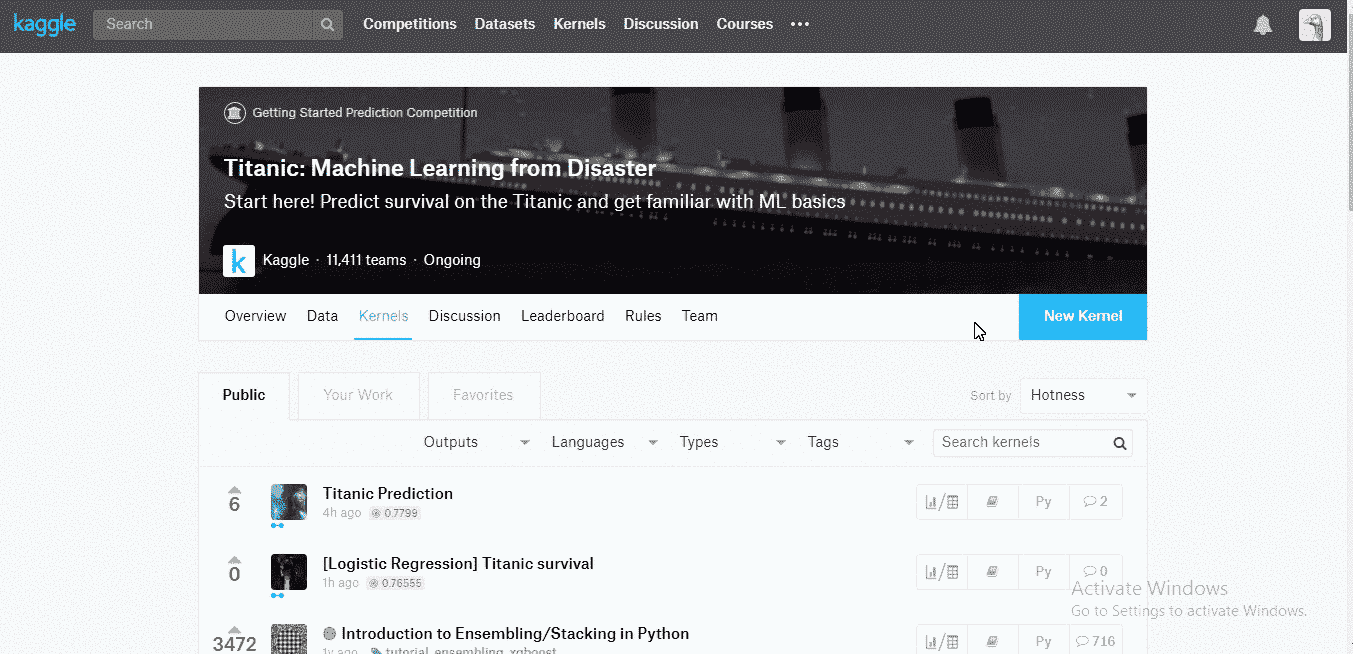 kaggle Search Competitions Datasets Kernels Discussion Courses
Getting Started Prediction Competition
Titanic: Machine Learning from Disaster
Start here! Predict survival on the Titanic and get familiar with ML basics
k Kaggle · 11,411 teams · Ongoing
Overview Data Kernels Discussion Leaderboard Rules Team New Kernel
Public Your Work Favorites Sort by Hotness
Outputs Languages Types Tags Search kernels
6 Titanic Prediction Py 2
4h ago 0.7799
0 [Logistic Regression] Titanic survival Py 0
1h ago 0.76555
Activate Windows
Go to Settings to activate Windows.
3472 Introduction to Ensembling/Stacking in Python Py 716
1y ago tutorial, ensembling, xgboost